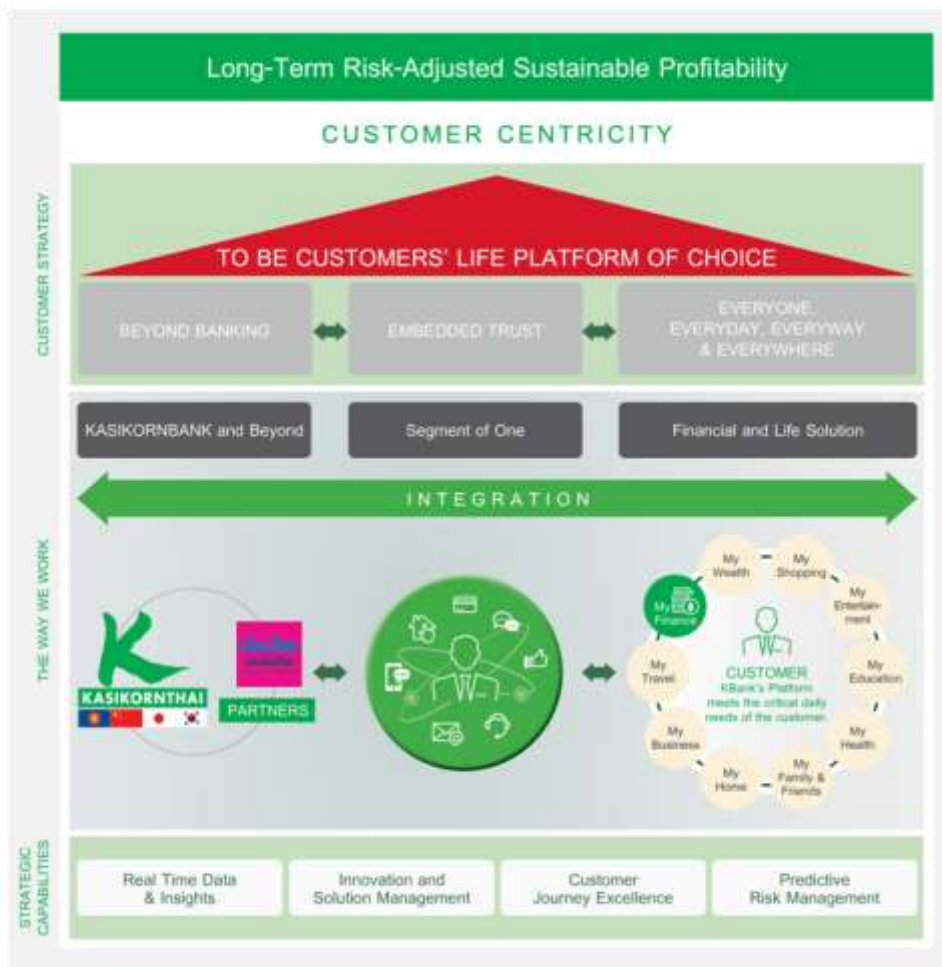 Long-Term Risk-Adjusted Sustainable Profitability
CUSTOMER CENTRICITY
CUSTOMER STRATEGY
TO BE CUSTOMERS' LIFE PLATFORM OF CHOICE
BEYOND BANKING
EMBEDDED TRUST
EVERYONE,
EVERYDAY, EVERYWAY
& EVERYWHERE
THE WAY WE WORK
KASIKORNBANK and Beyond
Segment of One
Financial and Life Solution
INTEGRATION
KASIKORNTHAI
PARTNERS
My
Wealth
My
Shopping
My
Entertain-
ment
My
Education
My
Health
My
Family &
Friends
My
Home
My
Business
My
Travel
My
Finance
CUSTOMER
KBank's Platform
meets the critical daily
needs of the customer.
STRATEGIC
CAPABILITIES
Real Time Data
& Insights
Innovation and
Solution Management
Customer
Journey Excellence
Predictive
Risk Management